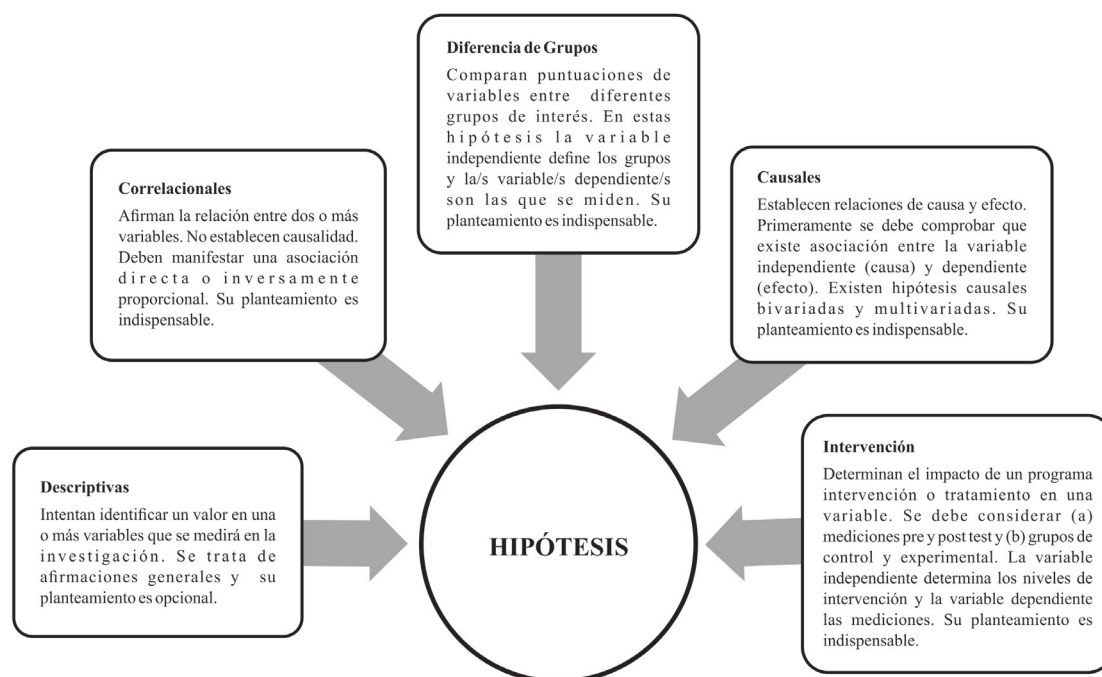 Diferencia de Grupos
Comparan puntuaciones de
variables entre diferentes
grupos de interés. En estas
hipótesis la variable
independiente define los grupos
y la/s variable/s dependiente/s
son las que se miden. Su
planteamiento es indispensable.
Correlacionales
Afirman la relación entre dos o más
variables. No establecen causalidad.
Deben manifestar una asociación
directa o inversamente
proporcional. Su planteamiento es
indispensable.
Causales
Establecen relaciones de causa y efecto.
Primeramente se debe comprobar que
existe asociación entre la variable
independiente (causa) y dependiente
(efecto). Existen hipótesis causales
bivariadas y multivariadas. Su
planteamiento es indispensable.
Descriptivas
Intentan identificar un valor en una
o más variables que se medirá en la
investigación. Se trata de
afirmaciones generales y su
planteamiento es opcional.
HIPÓTESIS
Intervención
Determinan el impacto de un programa
intervención o tratamiento en una
variable. Se debe considerar (a)
mediciones pre y post test y (b) grupos de
control y experimental. La variable
independiente determina los niveles de
intervención y la variable dependiente
las mediciones. Su planteamiento es
indispensable.